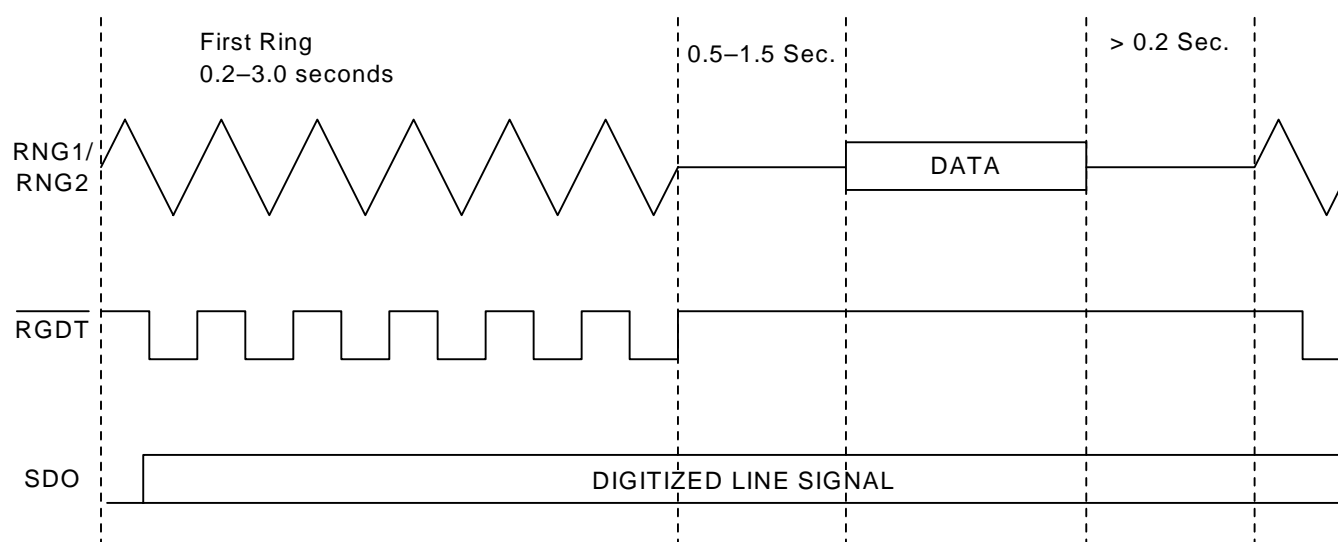 First Ring
0.2–3.0 seconds
0.5–1.5 Sec.
> 0.2 Sec.
RNG1/
RNG2
DATA
RGDT
SDO
DIGITIZED LINE SIGNAL